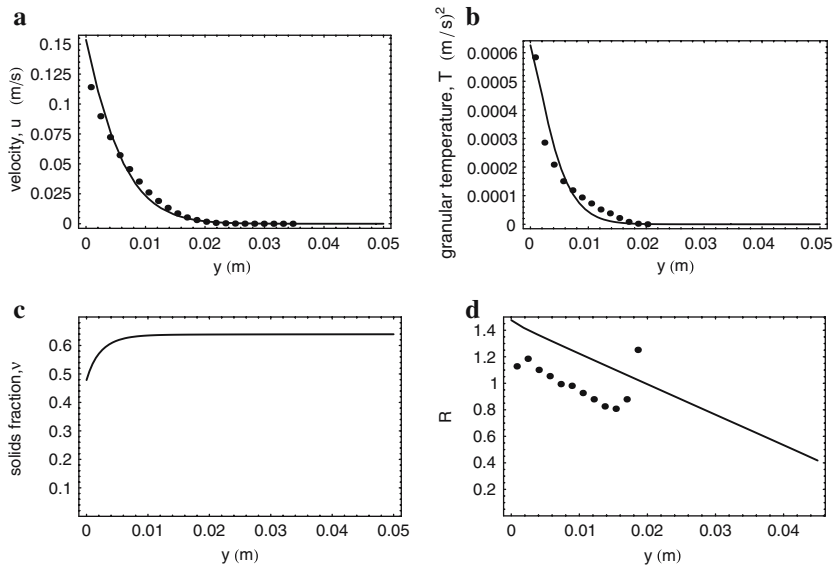 a
0.15
0.125
0.1
0.075
0.05
0.025
0
velocity, u (m/s)
0 0.01 0.02 0.03 0.04 0.05
y (m)
b
0.0006
0.0005
0.0004
0.0003
0.0002
0.0001
0
granular temperature, T (m/s)²
0 0.01 0.02 0.03 0.04 0.05
y (m)
c
0.6
0.5
0.4
0.3
0.2
0.1
solids fraction,ν
0 0.01 0.02 0.03 0.04 0.05
y (m)
d
1.4
1.2
1
0.8
0.6
0.4
0.2
R
0 0.01 0.02 0.03 0.04
y (m)